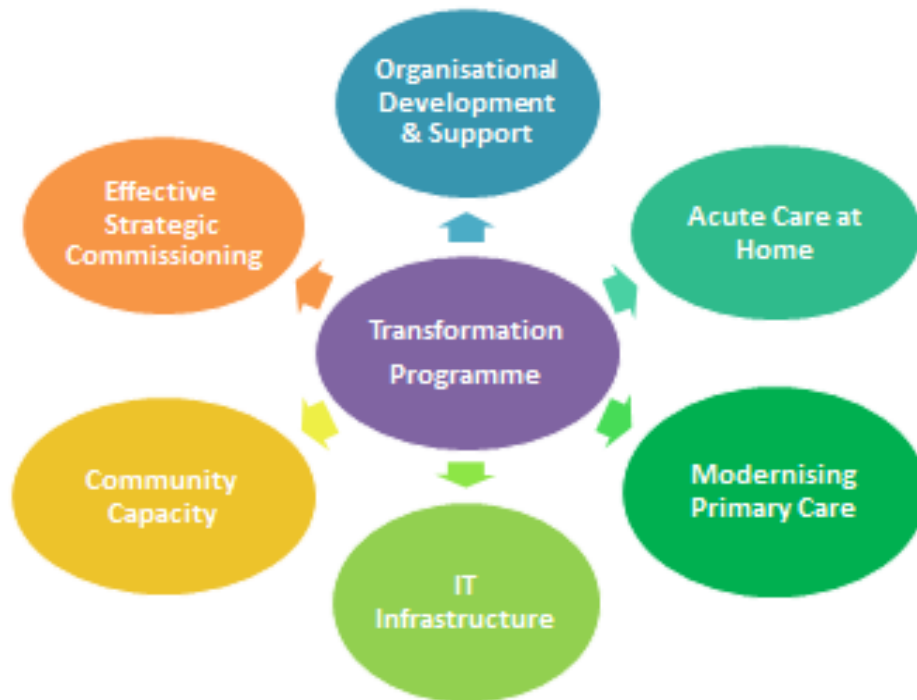 Organisational
Development
& Support
Effective
Strategic
Commissioning
Acute Care at
Home
Transformation
Programme
Community
Capacity
Modernising
Primary Care
IT
Infrastructure